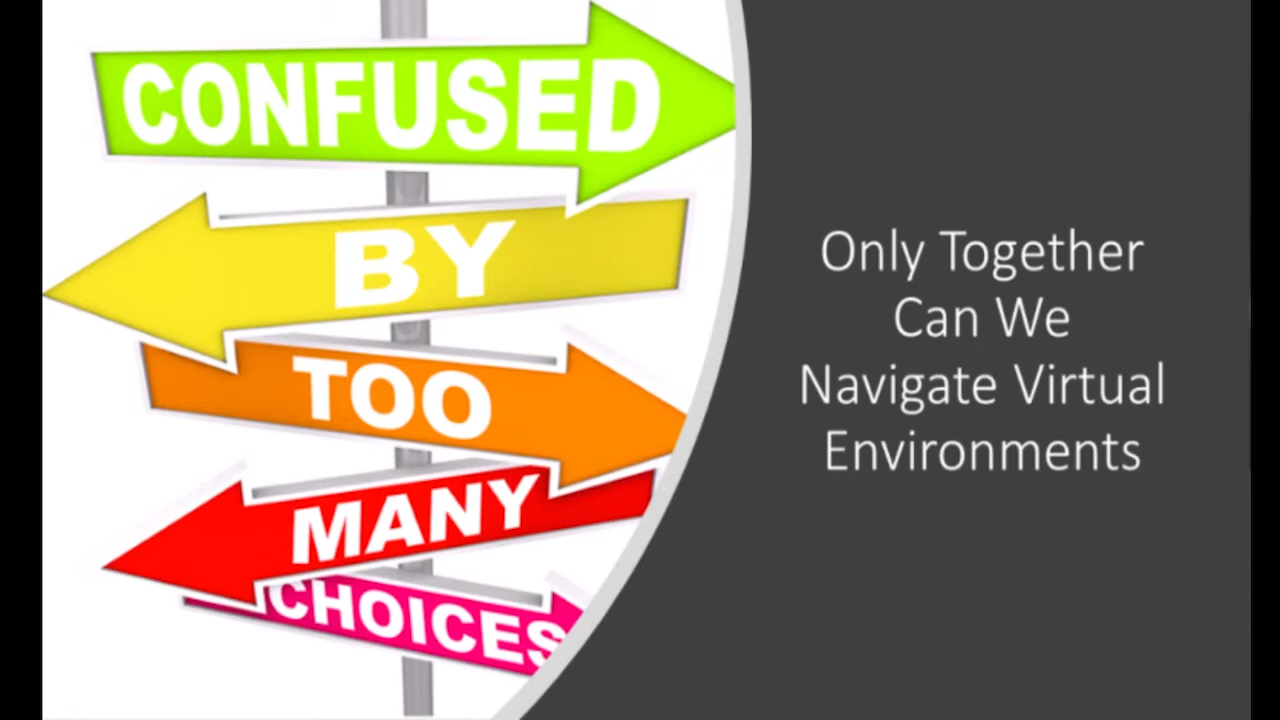 CONFUSED
BY
TOO
MANY
CHOICES
Only Together
Can We
Navigate Virtual
Environments